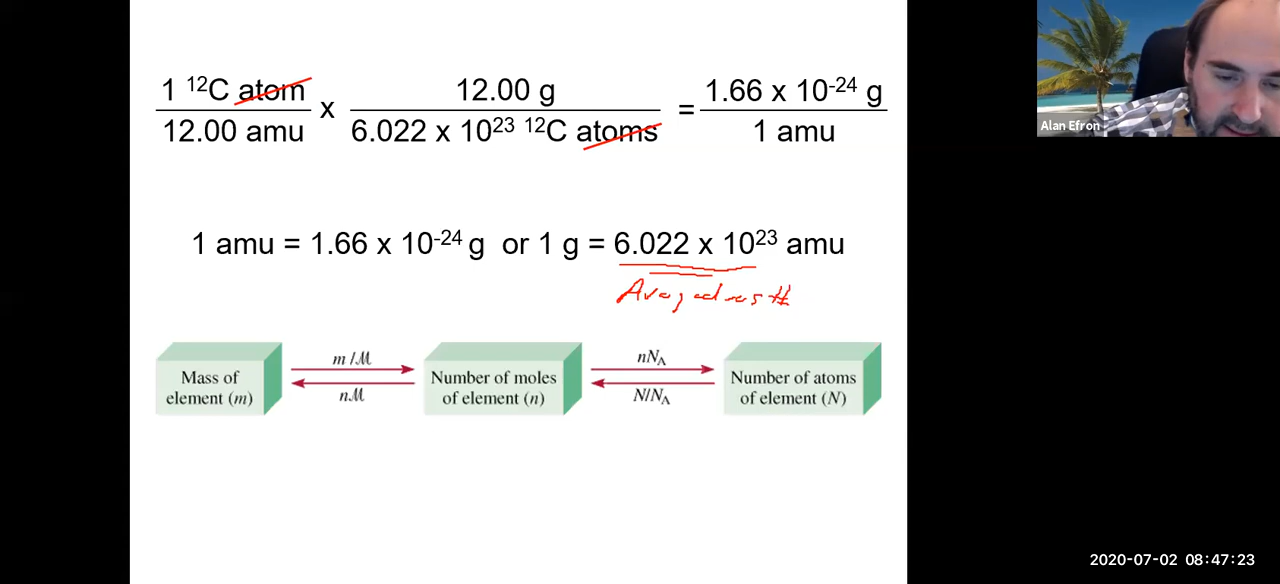 1 ¹²C atom
12.00 amu
x
12.00 g
6.022 x 10²³ ¹²C atoms
=
1.66 x 10⁻²⁴ g
1 amu
Alan Efron
1 amu = 1.66 x 10⁻²⁴ g or 1 g = 6.022 x 10²³ amu
Mass of
element (m)
m/ℳ
nℳ
Number of moles
of element (n)
nN_A
N/N_A
Number of atoms
of element (N)
2020-07-02 08:47:23